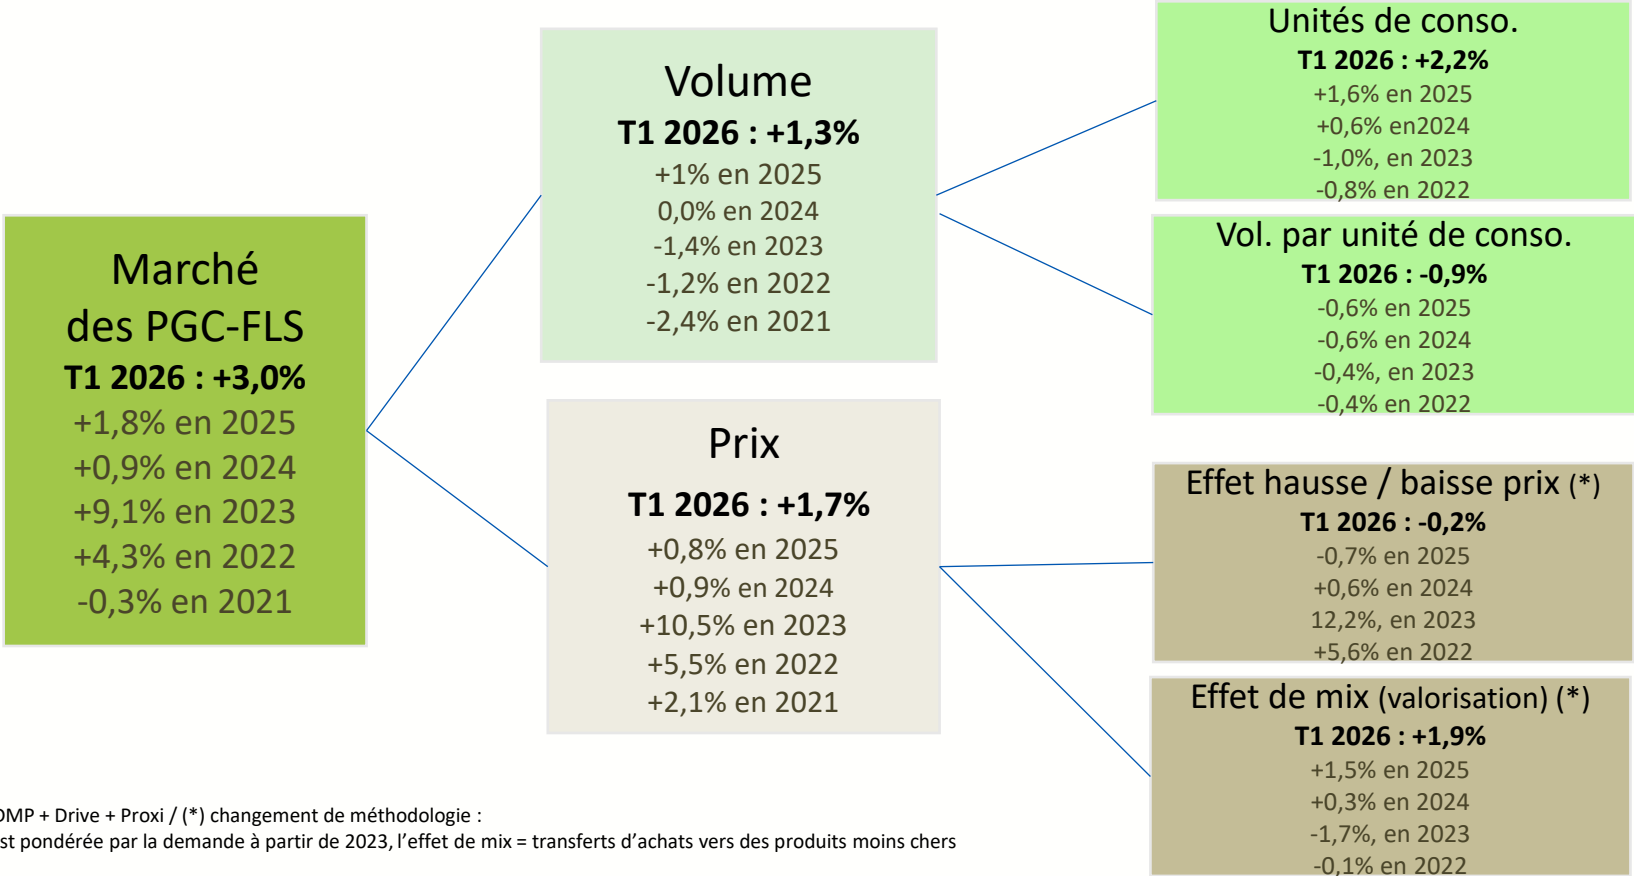 Marché
des PGC-FLS
T1 2026 : +3,0%
+1,8% en 2025
+0,9% en 2024
+9,1% en 2023
+4,3% en 2022
-0,3% en 2021
Volume
T1 2026 : +1,3%
+1% en 2025
0,0% en 2024
-1,4% en 2023
-1,2% en 2022
-2,4% en 2021
Prix
T1 2026 : +1,7%
+0,8% en 2025
+0,9% en 2024
+10,5% en 2023
+5,5% en 2022
+2,1% en 2021
Unités de conso.
T1 2026 : +2,2%
+1,6% en 2025
+0,6% en2024
-1,0%, en 2023
-0,8% en 2022
Vol. par unité de conso.
T1 2026 : -0,9%
-0,6% en 2025
-0,6% en 2024
-0,4%, en 2023
-0,4% en 2022
Effet hausse / baisse prix (*)
T1 2026 : -0,2%
-0,7% en 2025
+0,6% en 2024
12,2%, en 2023
+5,6% en 2022
Effet de mix (valorisation) (*)
T1 2026 : +1,9%
+1,5% en 2025
+0,3% en 2024
-1,7%, en 2023
-0,1% en 2022
+ Drive + Proxi / (*) changement de méthodologie :
pondérée par la demande à partir de 2023, l’effet de mix = transferts d’achats vers des produits moins chers